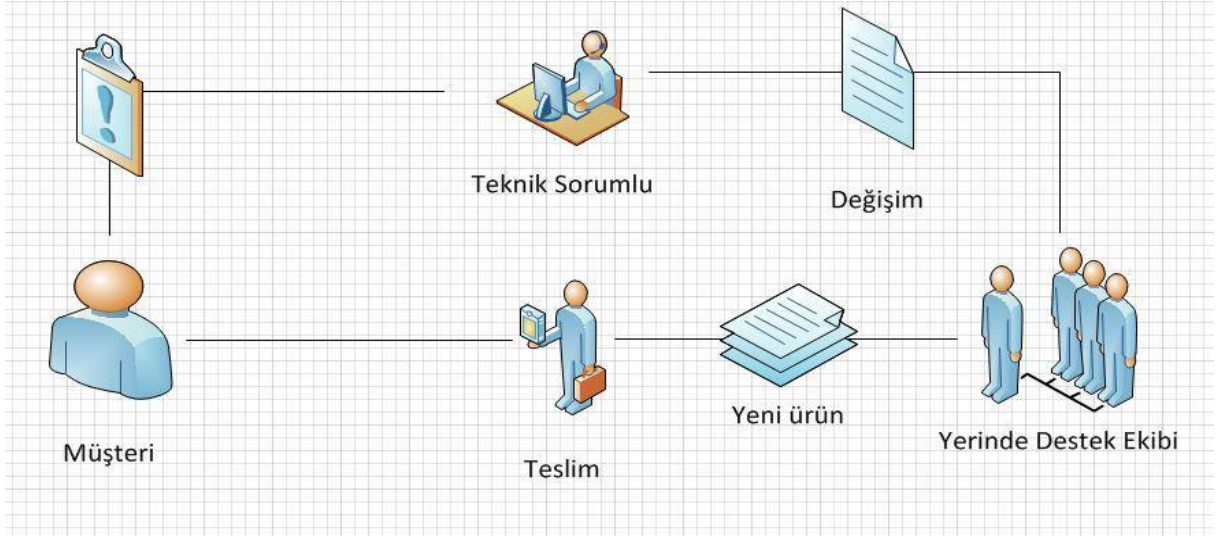 Teknik Sorumlu
Değişim
Müşteri
Teslim
Yeni ürün
Yerinde Destek Ekibi